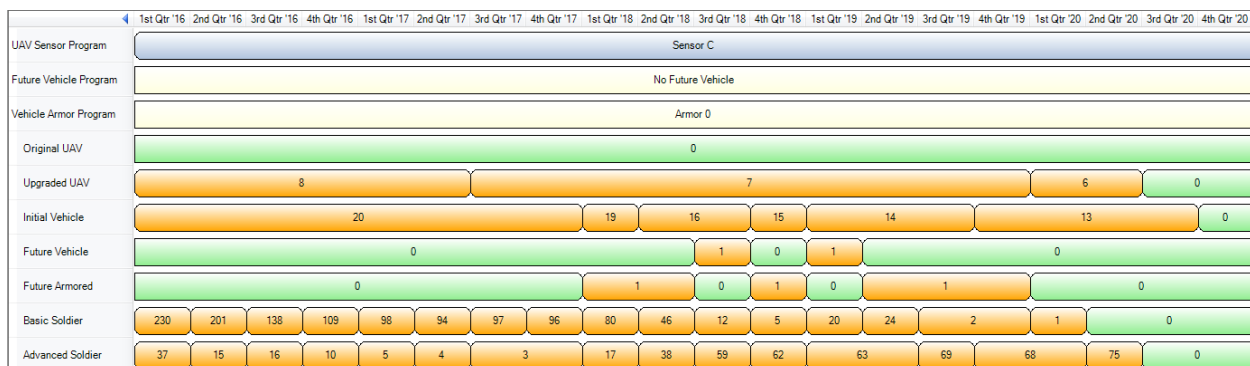 1st Qtr '16 2nd Qtr '16 3rd Qtr '16 4th Qtr '16 1st Qtr '17 2nd Qtr '17 3rd Qtr '17 4th Qtr '17 1st Qtr '18 2nd Qtr '18 3rd Qtr '18 4th Qtr '18 1st Qtr '19 2nd Qtr '19 3rd Qtr '19 4th Qtr '19 1st Qtr '20 2nd Qtr '20 3rd Qtr '20 4th Qtr '20
UAV Sensor Program Sensor C
Future Vehicle Program No Future Vehicle
Vehicle Armor Program Armor 0
Original UAV 0
Upgraded UAV 8 7 6 0
Initial Vehicle 20 19 16 15 14 13 0
Future Vehicle 0 1 0 1 0
Future Armored 0 1 0 1 0 1 0
Basic Soldier 230 201 138 109 98 94 97 96 80 46 12 5 20 24 2 1 0
Advanced Soldier 37 15 16 10 5 4 3 17 38 59 62 63 69 68 75 0